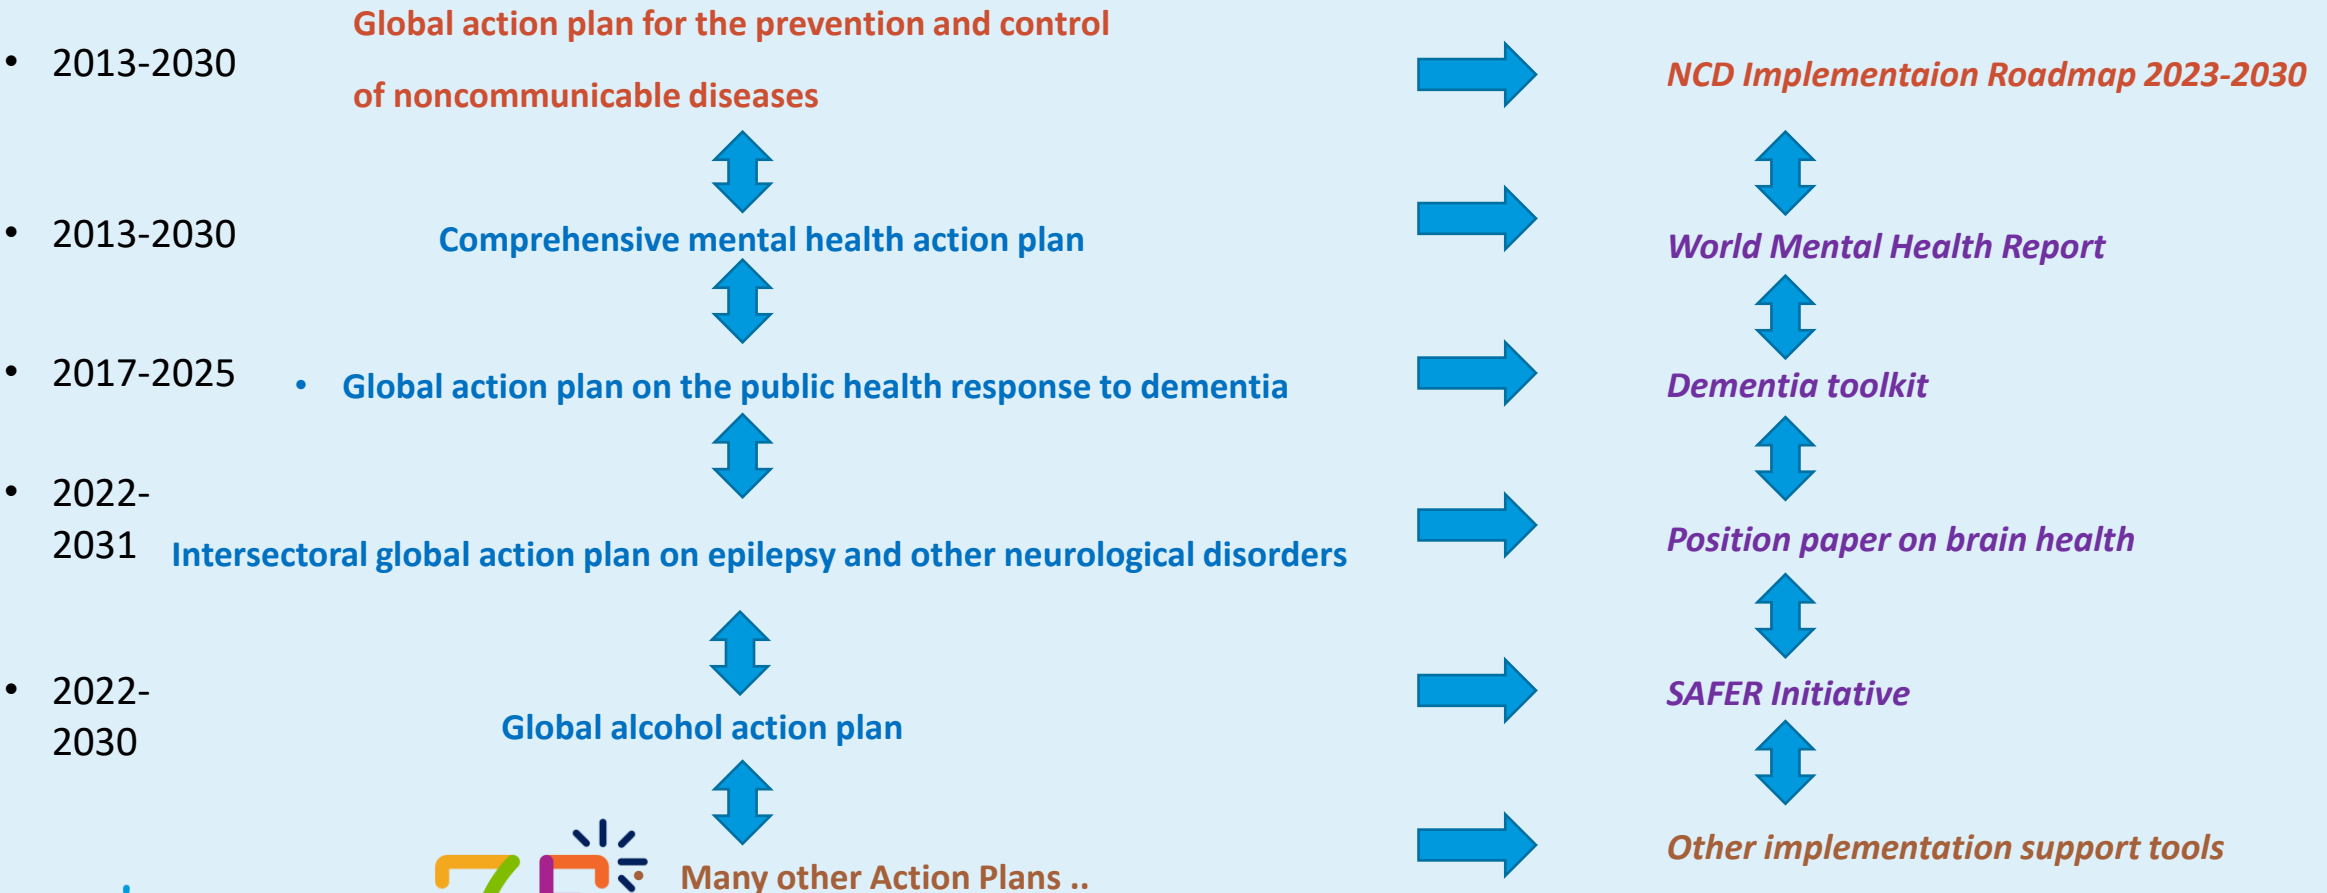 Global action plan for the prevention and control
• 2013-2030
of noncommunicable diseases
NCD Implementaion Roadmap 2023-2030
• 2013-2030
Comprehensive mental health action plan
World Mental Health Report
• 2017-2025
• Global action plan on the public health response to dementia
Dementia toolkit
• 2022-
2031
Intersectoral global action plan on epilepsy and other neurological disorders
Position paper on brain health
• 2022-
2030
Global alcohol action plan
SAFER Initiative
Many other Action Plans ..
Other implementation support tools